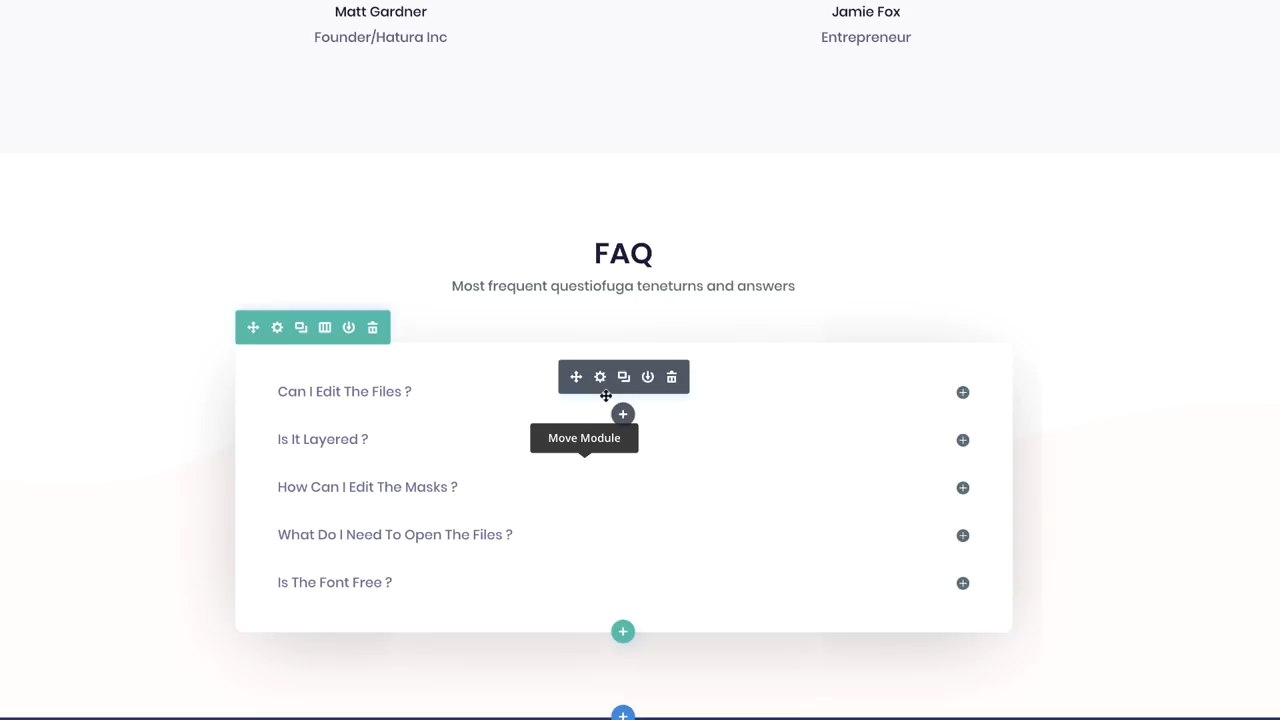 Matt Gardner
Founder/Hatura Inc
Jamie Fox
Entrepreneur
FAQ
Most frequent questiofuga teneturns and answers
Can I Edit The Files ?
Is It Layered ?
Move Module
How Can I Edit The Masks ?
What Do I Need To Open The Files ?
Is The Font Free ?